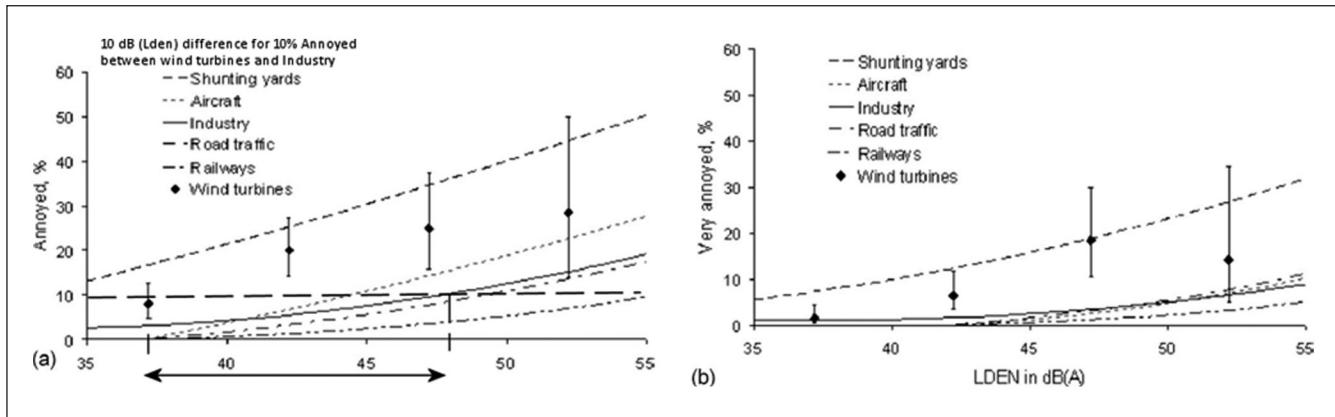 10 dB (Lden) difference for 10% Annoyed
between wind turbines and Industry
60
50
40
30
20
10
0
Annoyed, %
Shunting yards
Aircraft
Industry
Road traffic
Railways
Wind turbines
35 40 45 50 55
(a)
60
50
40
30
20
10
0
Very annoyed, %
Shunting yards
Aircraft
Industry
Road traffic
Railways
Wind turbines
35 40 45 50 55
(b)
LDEN in dB(A)